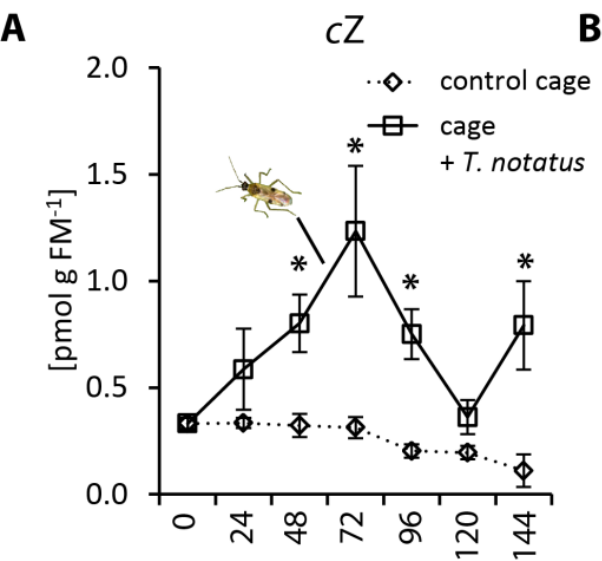 A
cZ
B
2.0
1.5
1.0
0.5
0.0
[pmol g FM-1]
control cage
cage
+ T. notatus
*
*
*
*
0
24
48
72
96
120
144